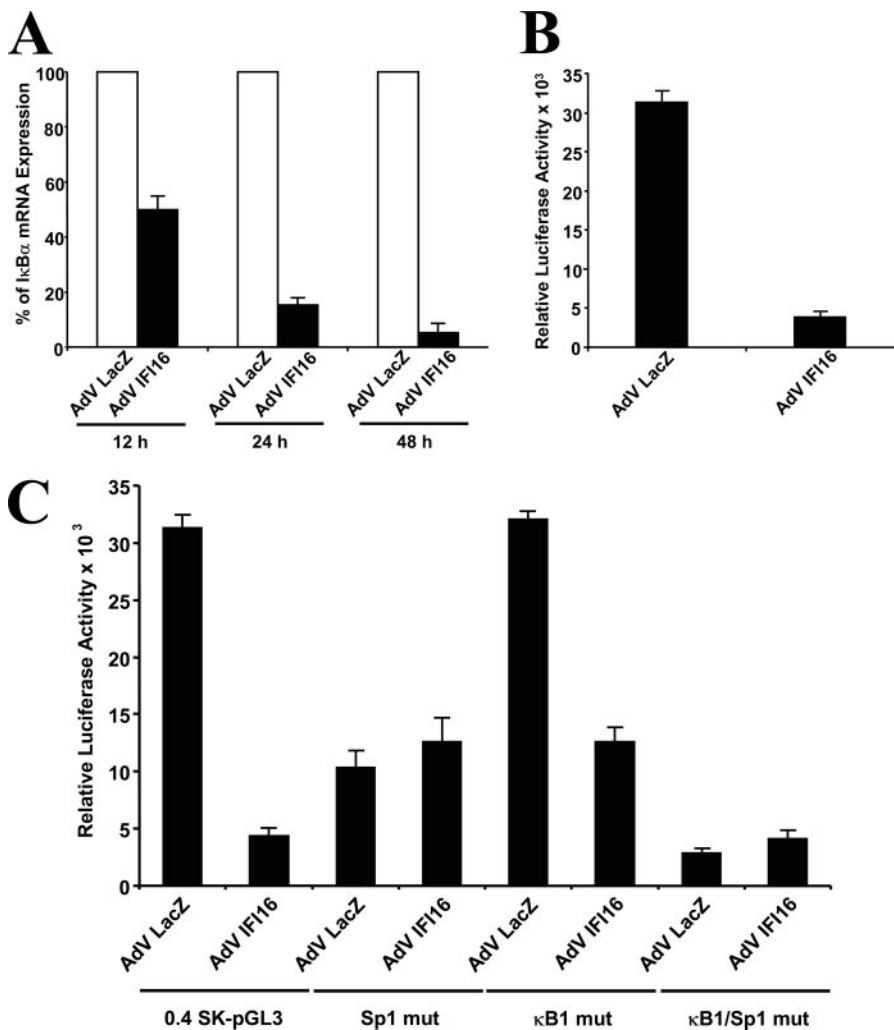 A
% of IκBα mRNA Expression
100
80
60
40
20
0
AdV LacZ
AdV IFI16
AdV LacZ
AdV IFI16
AdV LacZ
AdV IFI16
12 h
24 h
48 h
B
Relative Luciferase Activity x 10³
35
30
25
20
15
10
5
0
AdV LacZ
AdV IFI16
C
Relative Luciferase Activity x 10³
35
30
25
20
15
10
5
0
AdV LacZ
AdV IFI16
AdV LacZ
AdV IFI16
AdV LacZ
AdV IFI16
AdV LacZ
AdV IFI16
0.4 SK-pGL3
Sp1 mut
κB1 mut
κB1/Sp1 mut